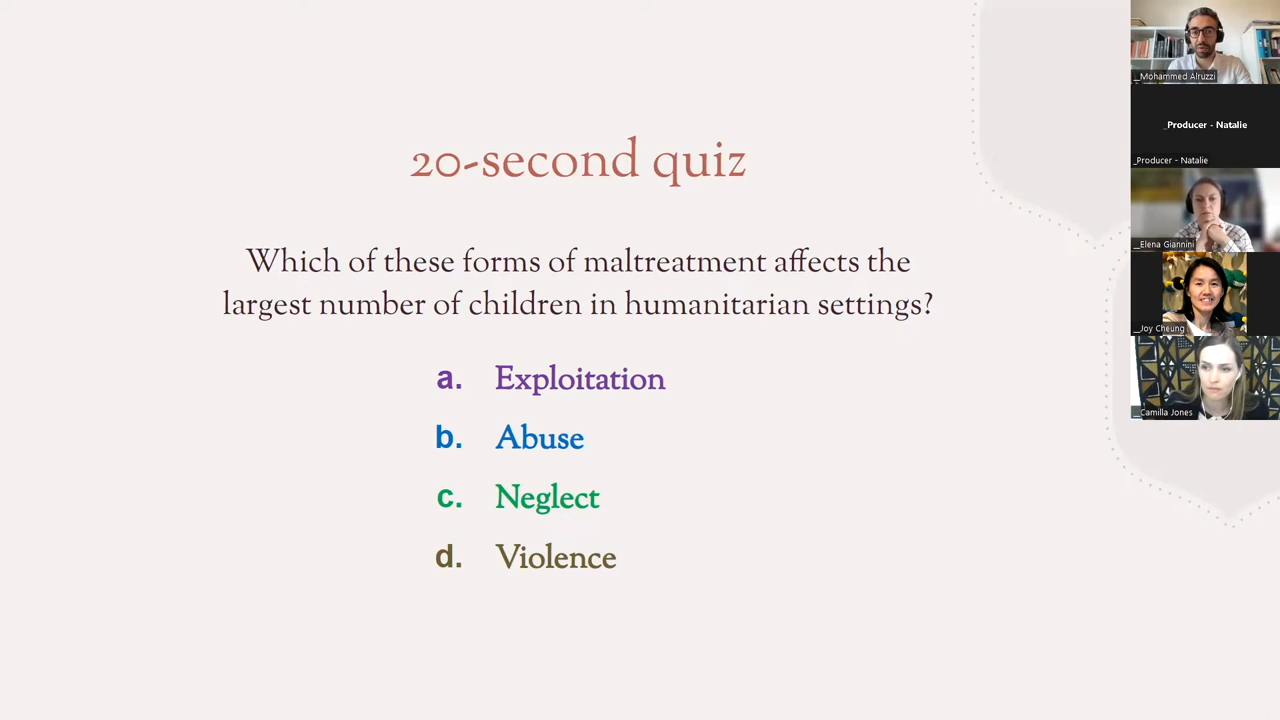 20-second quiz
Which of these forms of maltreatment affects the
largest number of children in humanitarian settings?
a. Exploitation
b. Abuse
c. Neglect
d. Violence
_Mohammed Alruzzi
_Producer - Natalie
_Producer - Natalie
_Elena Giannini
_Joy Cheung
_Camilla Jones